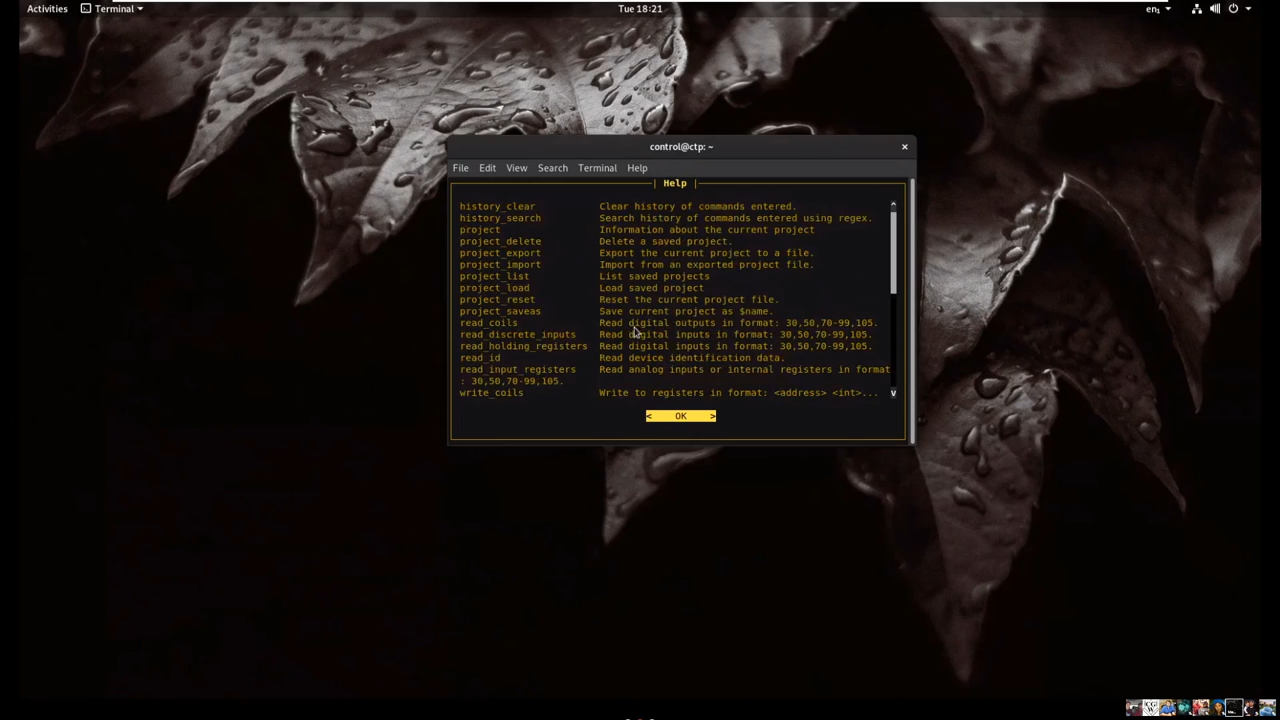 Activities Terminal Tue 18:21 en₁
control@ctp: ~ ×
File Edit View Search Terminal Help
| Help |
history_clear Clear history of commands entered. ^
history_search Search history of commands entered using regex.
project Information about the current project
project_delete Delete a saved project.
project_export Export the current project to a file.
project_import Import from an exported project file.
project_list List saved projects
project_load Load saved project
project_reset Reset the current project file.
project_saveas Save current project as $name.
read_coils Read digital outputs in format: 30,50,70-99,105.
read_discrete_inputs Read digital inputs in format: 30,50,70-99,105.
read_holding_registers Read digital inputs in format: 30,50,70-99,105.
read_id Read device identification data.
read_input_registers Read analog inputs or internal registers in format
: 30,50,70-99,105.
write_coils Write to registers in format: <address> <int>... v
< OK >